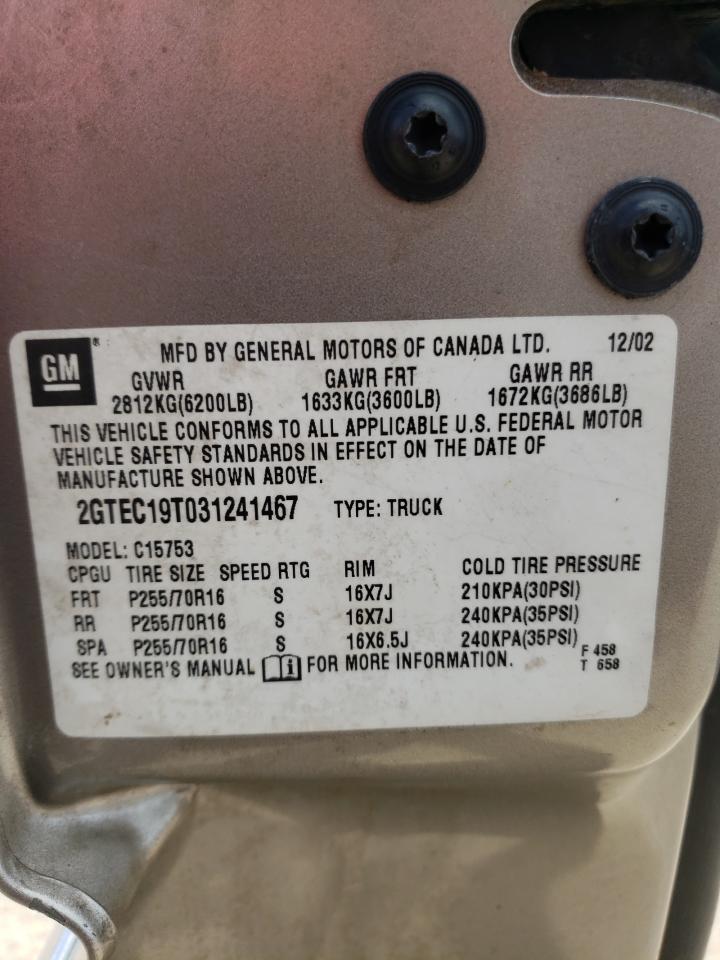 GM® MFD BY GENERAL MOTORS OF CANADA LTD. 12/02
GVWR GAWR FRT GAWR RR
2812KG(6200LB) 1633KG(3600LB) 1672KG(3686LB)
THIS VEHICLE CONFORMS TO ALL APPLICABLE U.S. FEDERAL MOTOR
VEHICLE SAFETY STANDARDS IN EFFECT ON THE DATE OF
MANUFACTURE SHOWN ABOVE.
2GTEC19T031241467 TYPE: TRUCK
MODEL: C15753
CPGU TIRE SIZE SPEED RTG RIM COLD TIRE PRESSURE
FRT P255/70R16 S 16X7J 210KPA(30PSI)
RR P255/70R16 S 16X7J 240KPA(35PSI)
SPA P255/70R16 S 16X6.5J 240KPA(35PSI) F 458
SEE OWNER'S MANUAL i FOR MORE INFORMATION. T 658